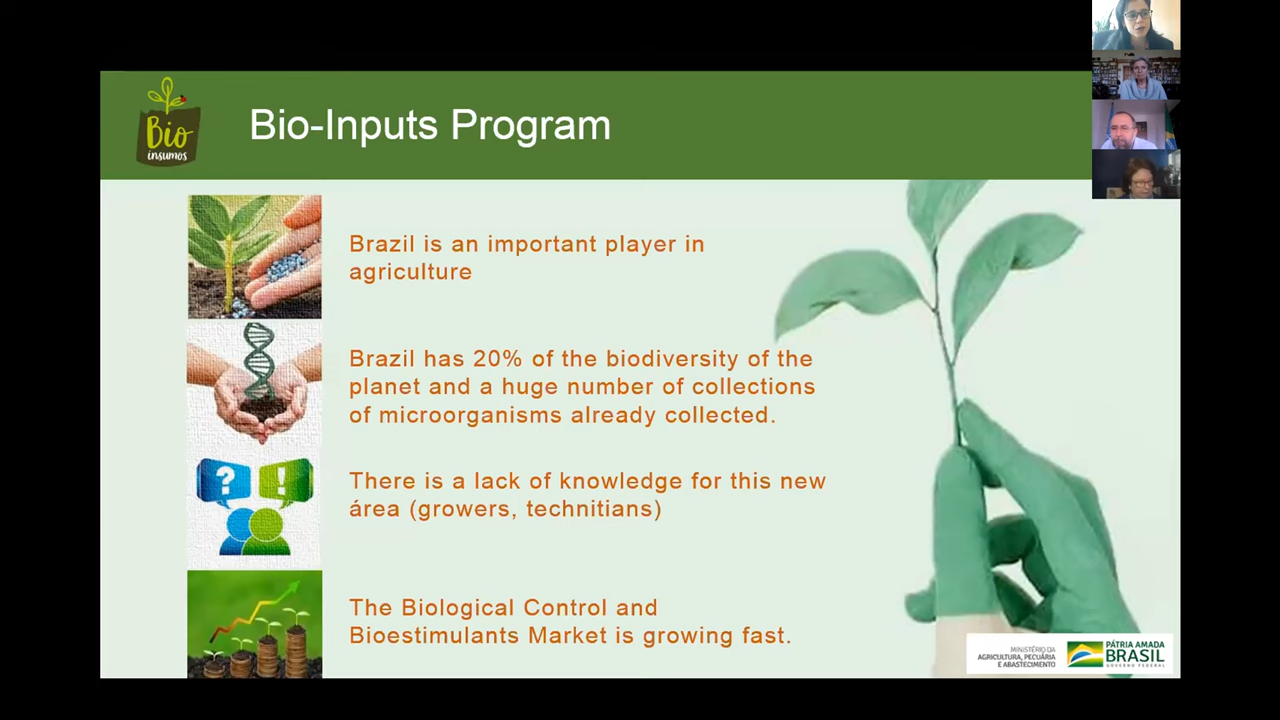 Bio
insumos
Bio-Inputs Program
Brazil is an important player in
agriculture
Brazil has 20% of the biodiversity of the
planet and a huge number of collections
of microorganisms already collected.
?
!
There is a lack of knowledge for this new
área (growers, technitians)
The Biological Control and
Bioestimulants Market is growing fast.
MINISTÉRIO DA
AGRICULTURA, PECUÁRIA
E ABASTECIMENTO
PÁTRIA AMADA
BRASIL
GOVERNO FEDERAL